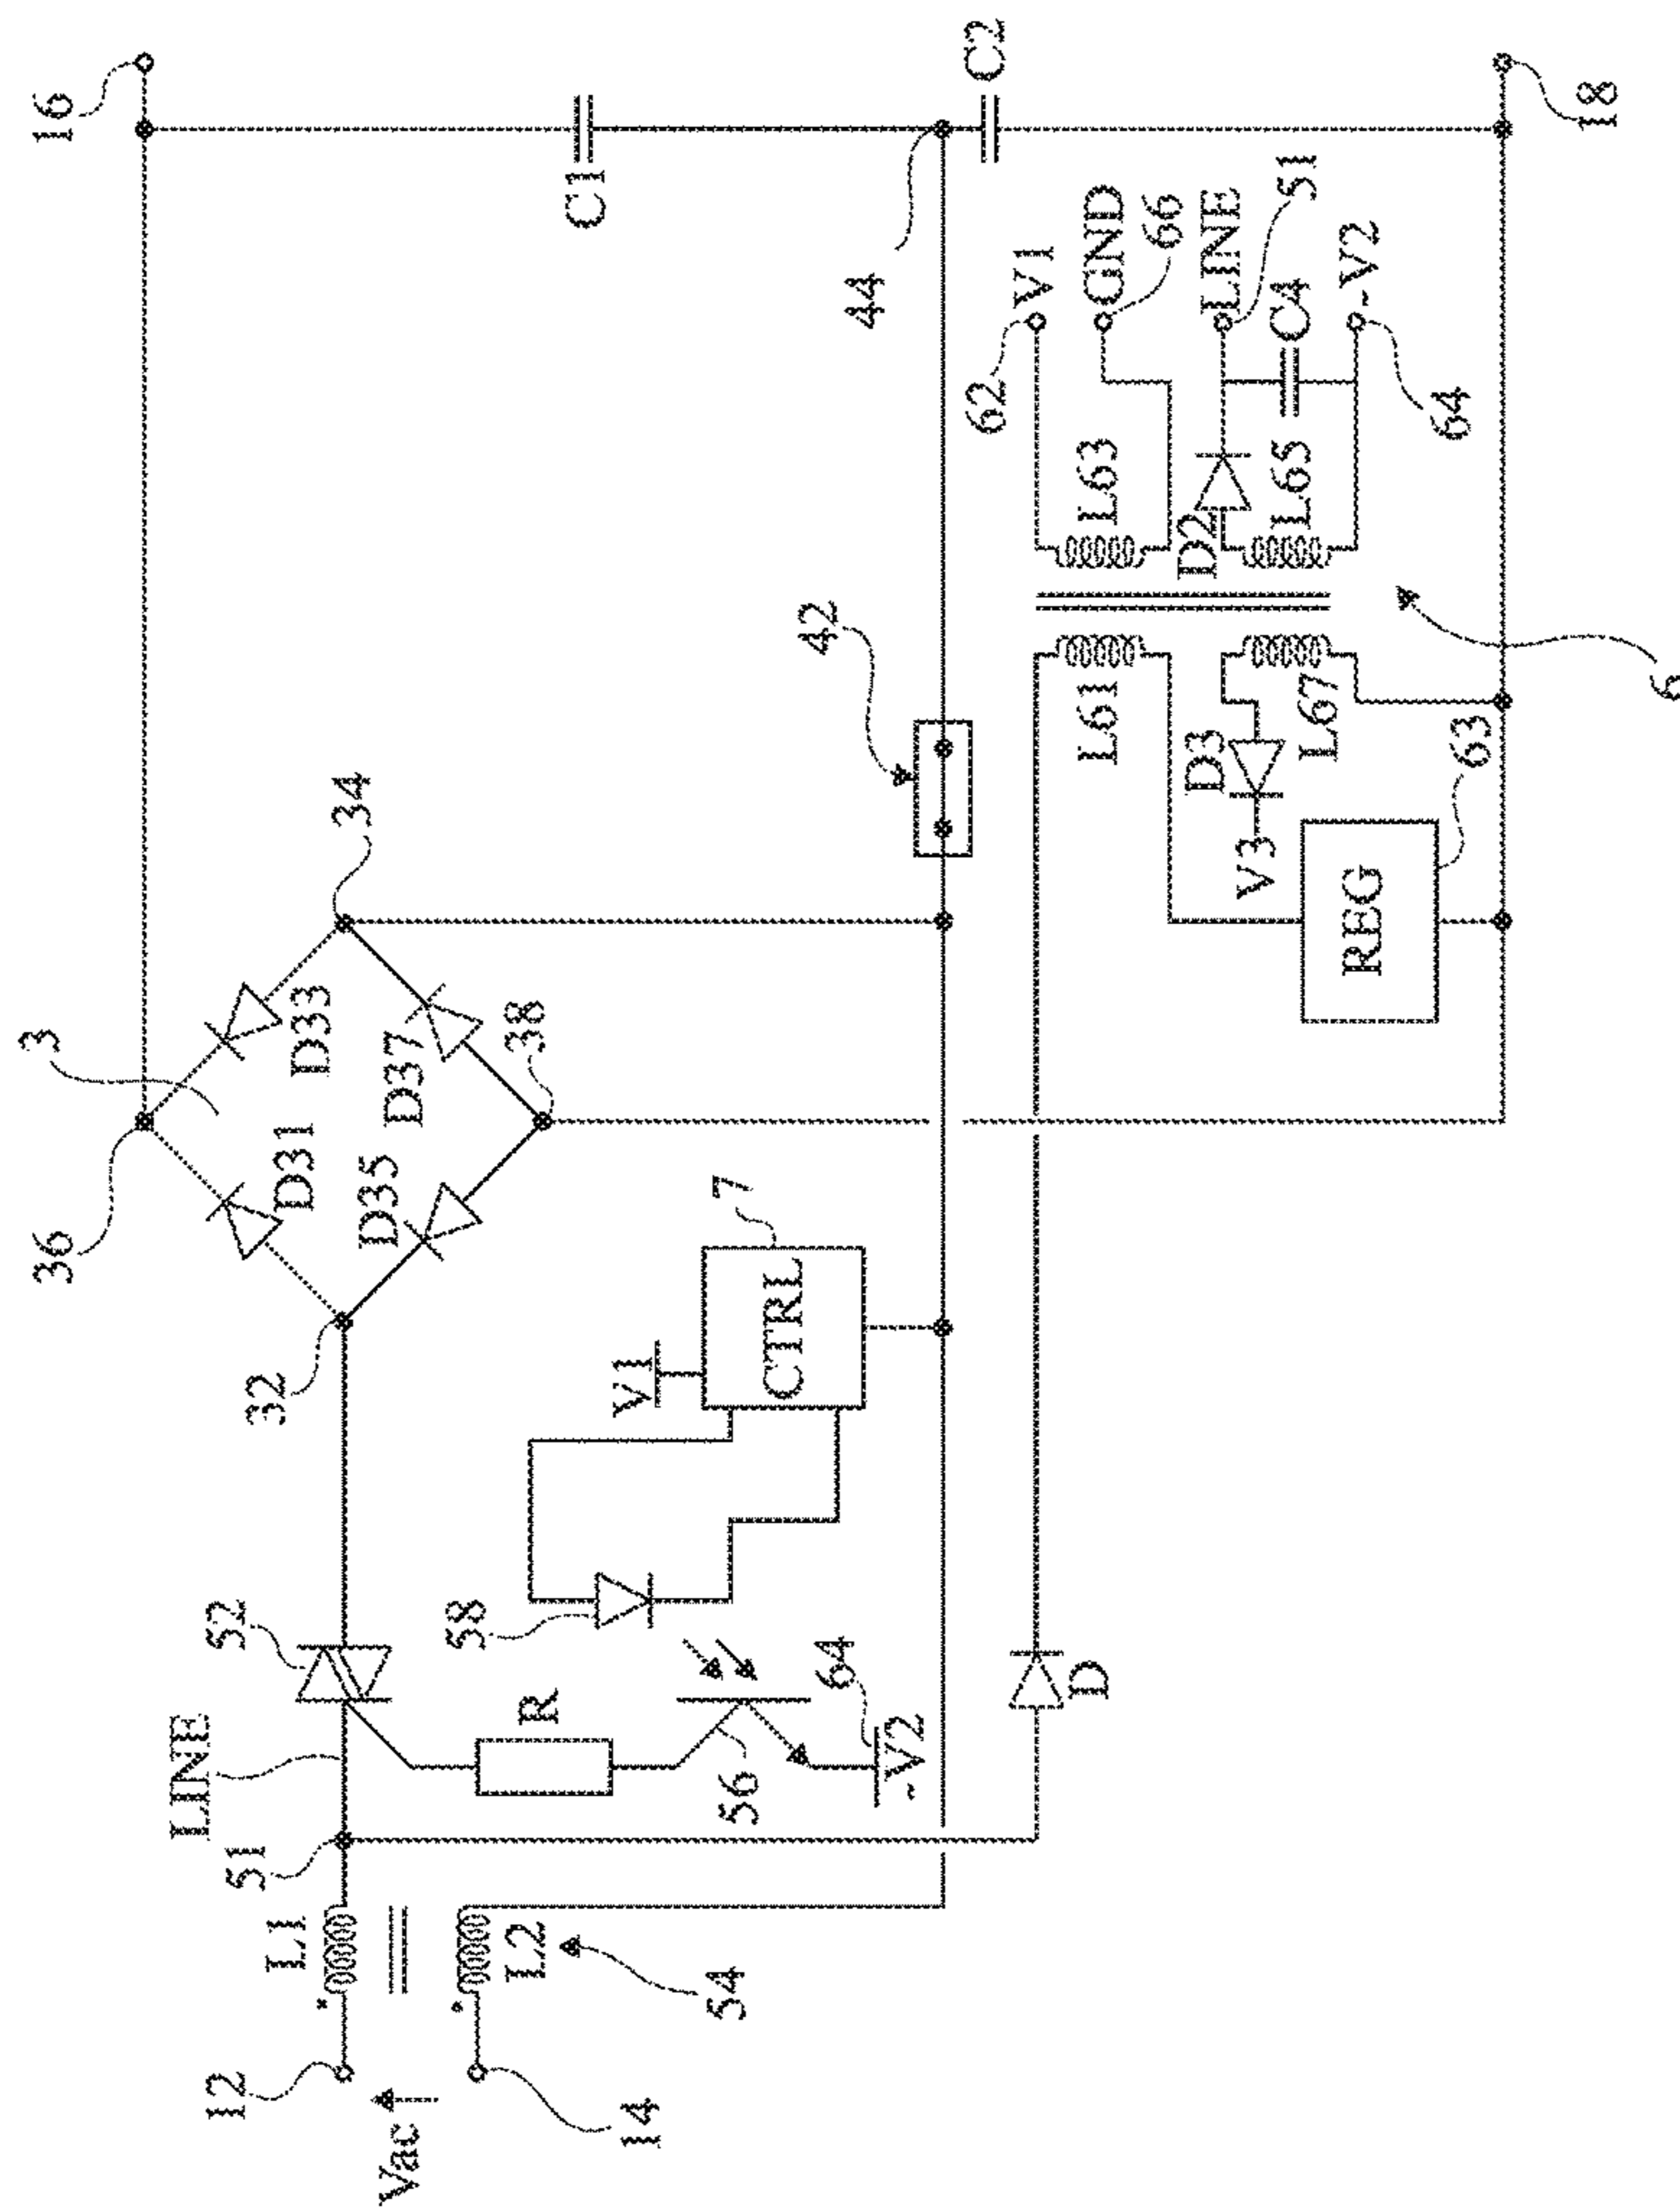 16
C1
C2
44
V1
62
GND
66
LINE
51
C4
-V2
64
18
L63
D2
L65
42
L61
D3
L67
V3
REG
63
6
34
3
D33
D37
38
D31
D35
36
32
7
CTRL
V1
52
58
LINE
R
56
64
-V2
D
51
L1
L2
54
12
14
Vac